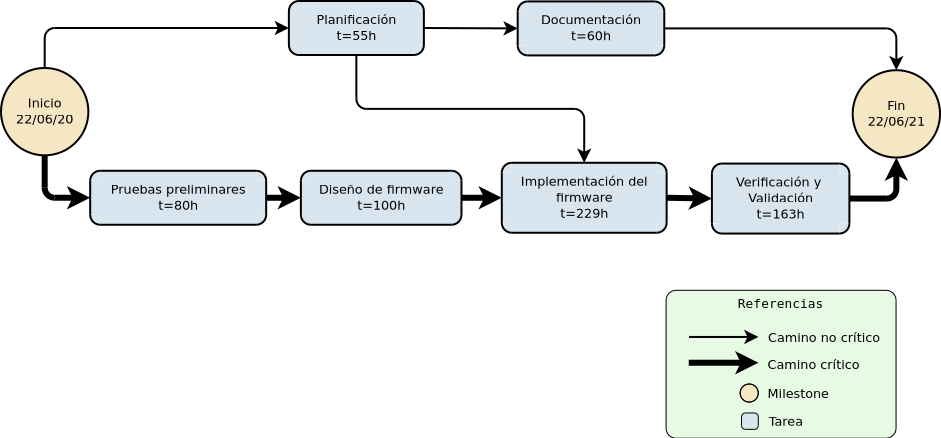 Planificación
t=55h
Documentación
t=60h
Inicio
22/06/20
Fin
22/06/21
Pruebas preliminares
t=80h
Diseño de firmware
t=100h
Implementación del
firmware
t=229h
Verificación y
Validación
t=163h
Referencias
Camino no crítico
Camino crítico
Milestone
Tarea